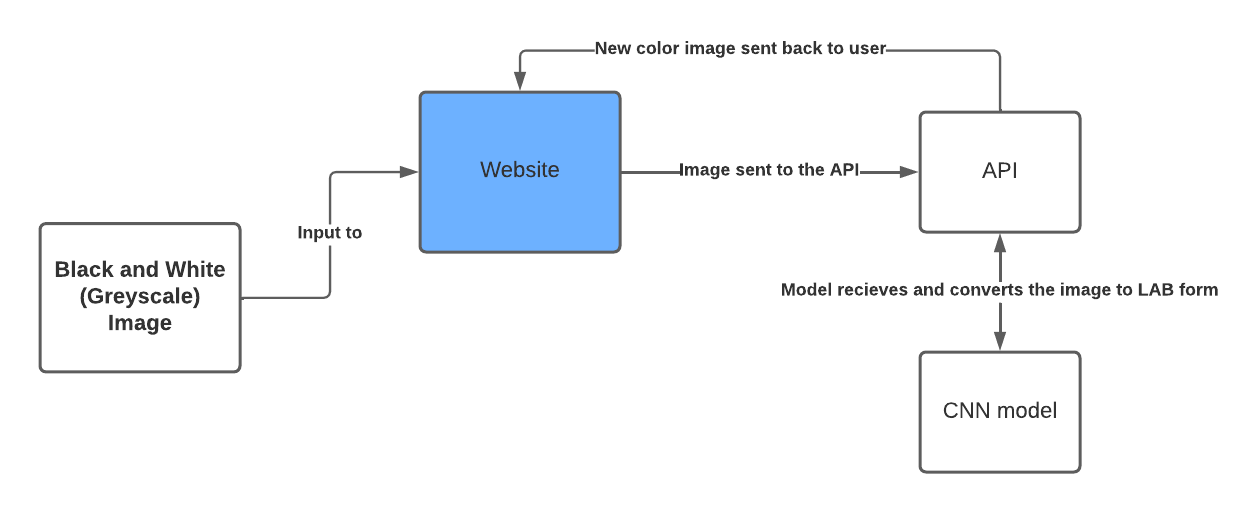 New color image sent back to user
Website
Image sent to the API
API
Input to
Black and White
(Greyscale)
Image
Model recieves and converts the image to LAB form
CNN model